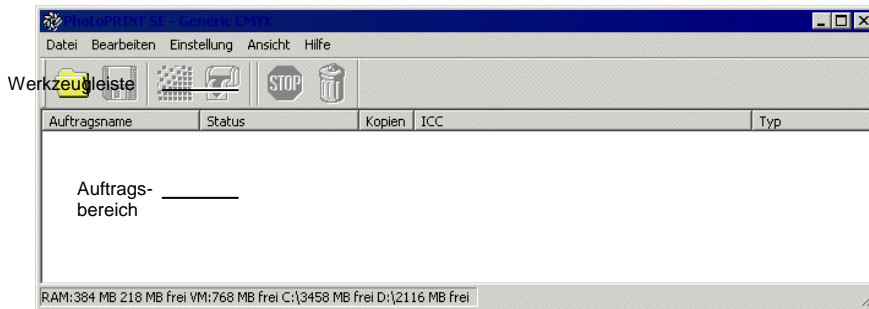 PhotoPRINT SE - Generic CMYK
Datei Bearbeiten Einstellung Ansicht Hilfe
Werkzeugleiste
STOP
Auftragsname Status Kopien ICC Typ
Auftrags-
bereich
RAM:384 MB 218 MB frei VM:768 MB frei C:\3458 MB frei D:\2116 MB frei